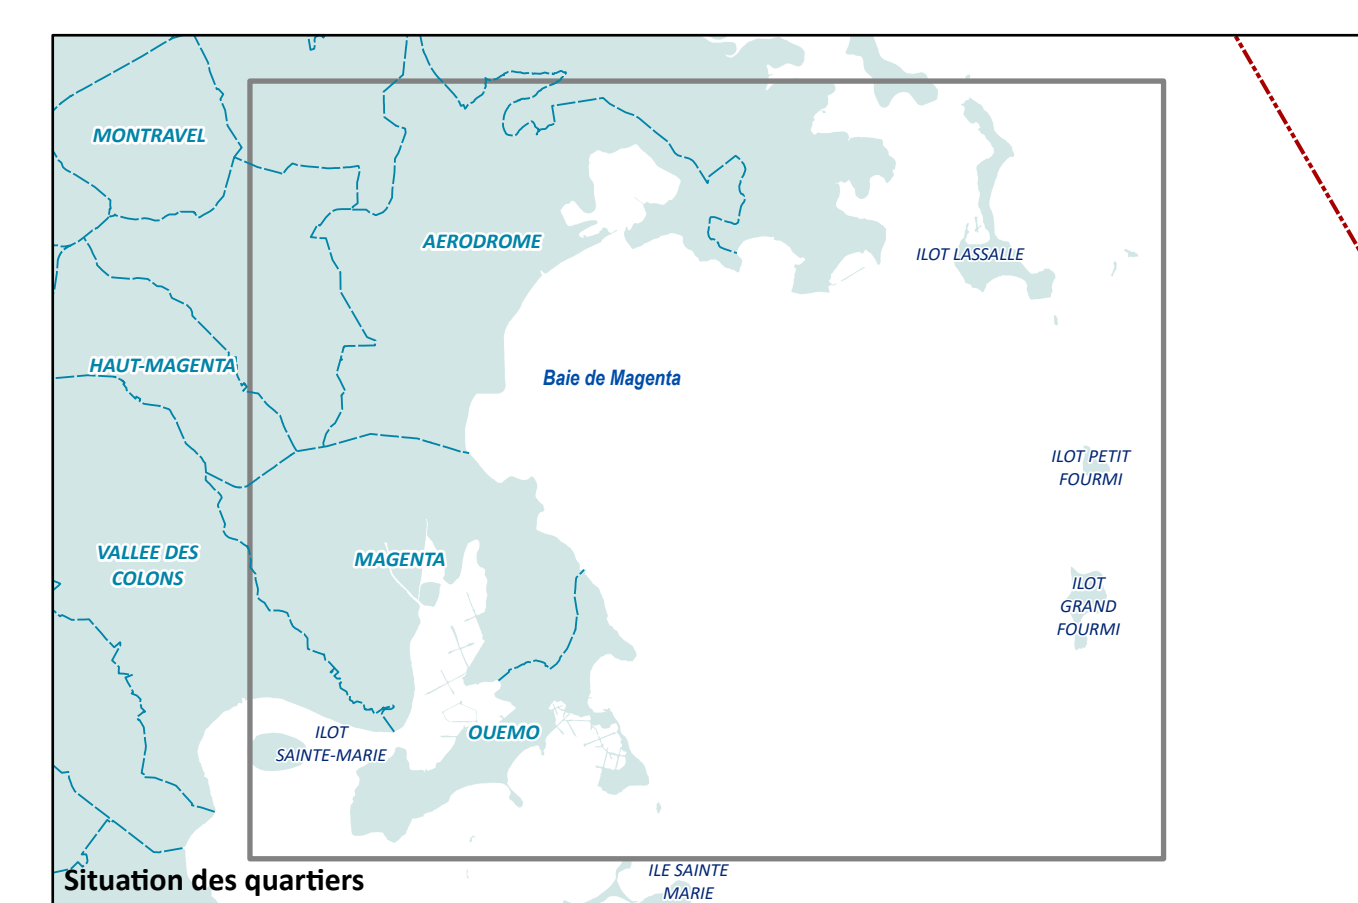 MONTRAVEL
AERODROME
ILOT LASSALLE
HAUT-MAGENTA
Baie de Magenta
ILOT PETIT
FOURMI
VALLEE DES
COLONS
MAGENTA
ILOT
GRAND
FOURMI
OUEMO
ILOT
SAINTE-MARIE
ILE SAINTE
MARIE
Situation des quartiers